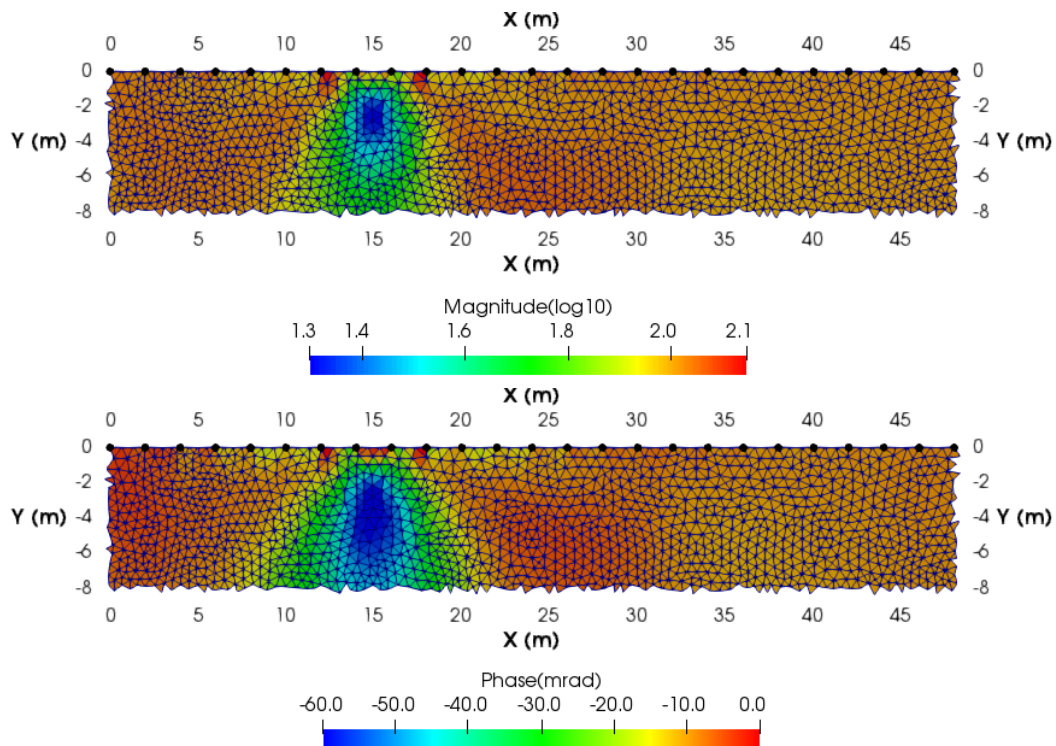 X (m)
0 5 10 15 20 25 30 35 40 45
0 0
-2 -2
Y (m) -4 -4 Y (m)
-6 -6
-8 -8
0 5 10 15 20 25 30 35 40 45
X (m)
Magnitude(log10)
1.3 1.4 1.6 1.8 2.0 2.1
X (m)
0 5 10 15 20 25 30 35 40 45
0 0
-2 -2
Y (m) -4 -4 Y (m)
-6 -6
-8 -8
0 5 10 15 20 25 30 35 40 45
X (m)
Phase(mrad)
-60.0 -50.0 -40.0 -30.0 -20.0 -10.0 0.0